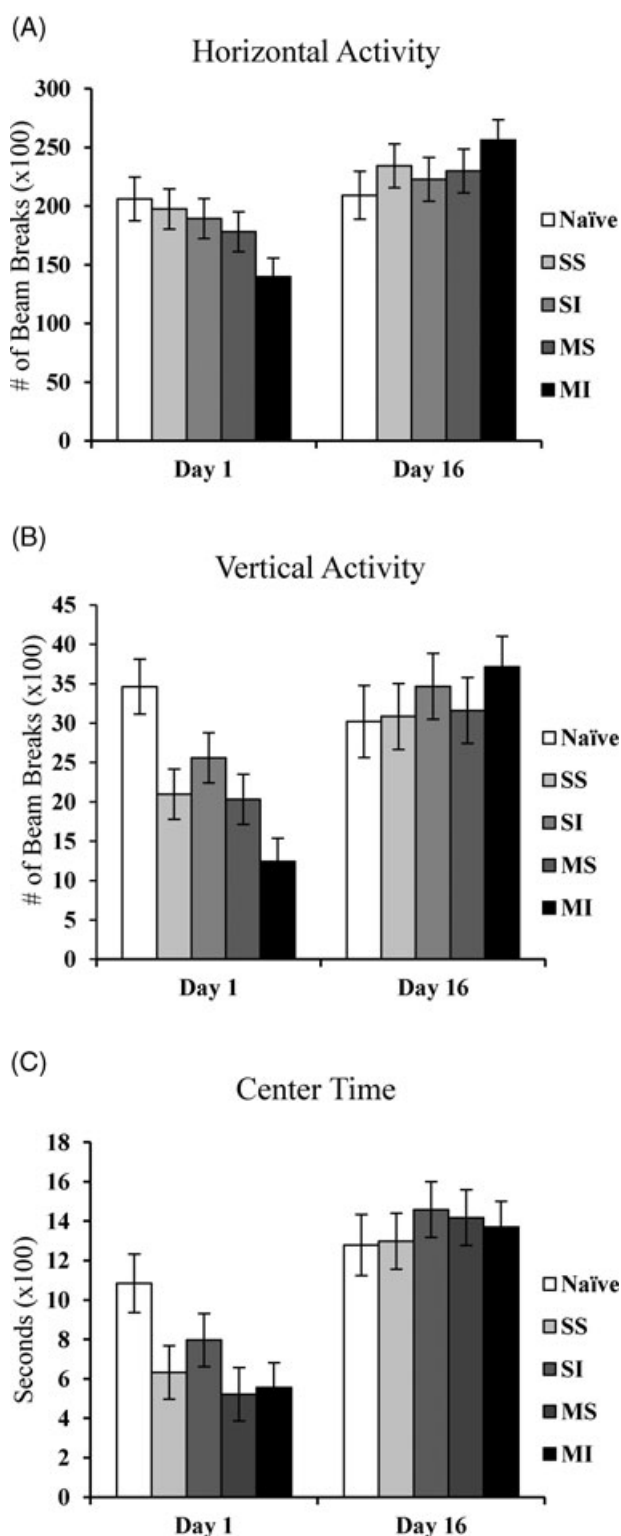 (A)
Horizontal Activity
# of Beam Breaks (x100)
300
250
200
150
100
50
0
Day 1
Day 16
Naïve
SS
SI
MS
MI
(B)
Vertical Activity
# of Beam Breaks (x100)
45
40
35
30
25
20
15
10
5
0
Day 1
Day 16
Naïve
SS
SI
MS
MI
(C)
Center Time
Seconds (x100)
18
16
14
12
10
8
6
4
2
0
Day 1
Day 16
Naïve
SS
SI
MS
MI